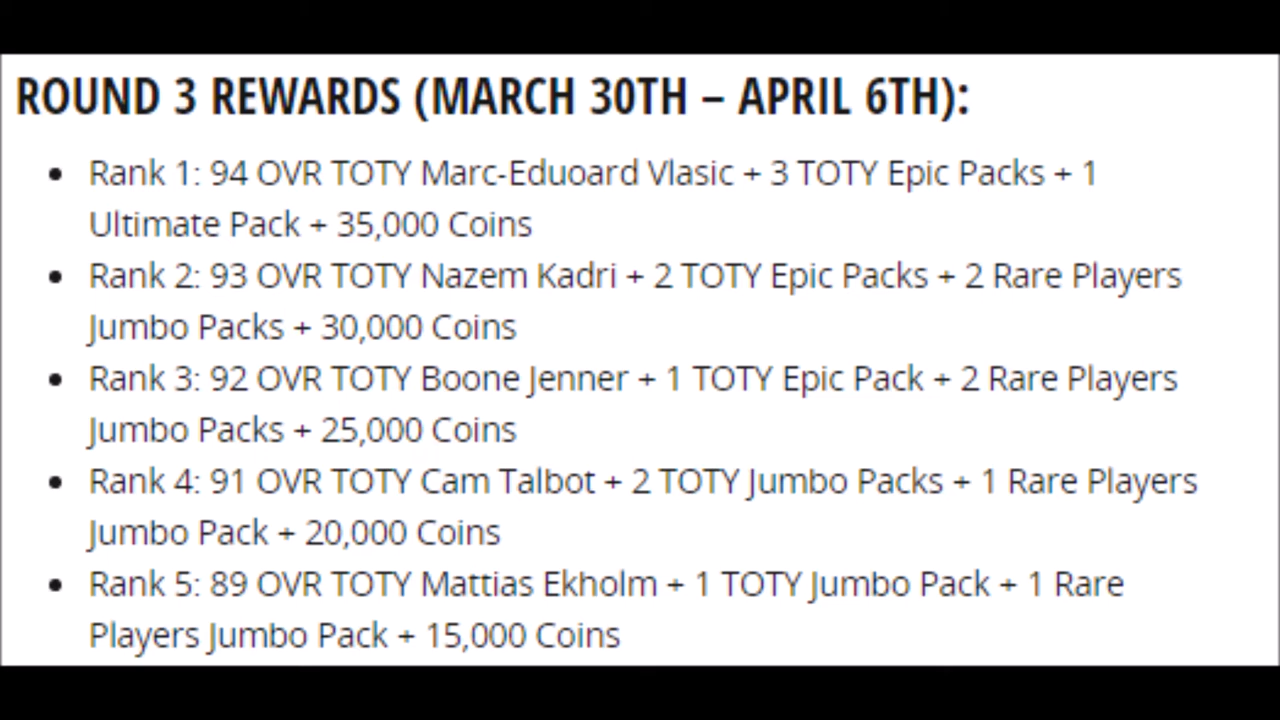 ROUND 3 REWARDS (MARCH 30TH – APRIL 6TH):
• Rank 1: 94 OVR TOTY Marc-Eduoard Vlasic + 3 TOTY Epic Packs + 1
Ultimate Pack + 35,000 Coins
• Rank 2: 93 OVR TOTY Nazem Kadri + 2 TOTY Epic Packs + 2 Rare Players
Jumbo Packs + 30,000 Coins
• Rank 3: 92 OVR TOTY Boone Jenner + 1 TOTY Epic Pack + 2 Rare Players
Jumbo Packs + 25,000 Coins
• Rank 4: 91 OVR TOTY Cam Talbot + 2 TOTY Jumbo Packs + 1 Rare Players
Jumbo Pack + 20,000 Coins
• Rank 5: 89 OVR TOTY Mattias Ekholm + 1 TOTY Jumbo Pack + 1 Rare
Players Jumbo Pack + 15,000 Coins